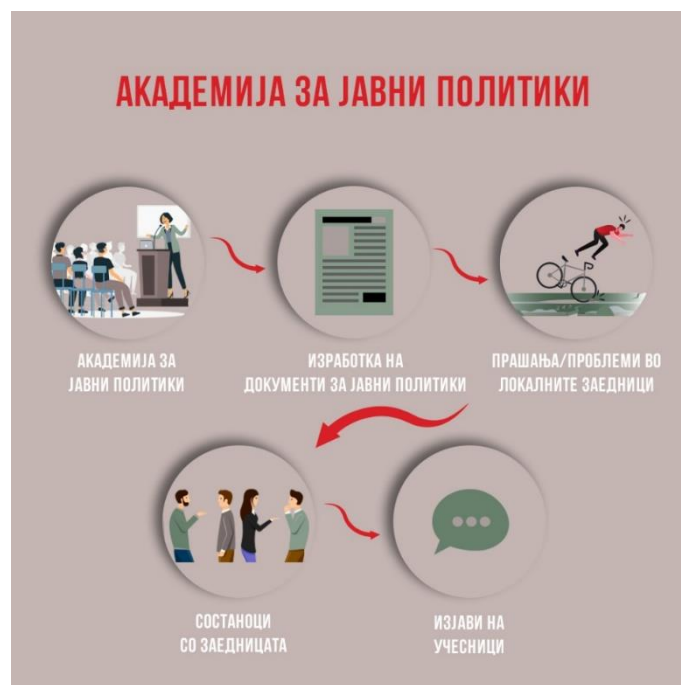 АКАДЕМИЈА ЗА ЈАВНИ ПОЛИТИКИ
АКАДЕМИЈА ЗА
ЈАВНИ ПОЛИТИКИ
ИЗРАБОТКА НА
ДОКУМЕНТИ ЗА ЈАВНИ ПОЛИТИКИ
ПРАШАЊА/ПРОБЛЕМИ ВО
ЛОКАЛНИТЕ ЗАЕДНИЦИ
СОСТАНОЦИ
СО ЗАЕДНИЦАТА
ИЗЈАВИ НА
УЧЕСНИЦИ